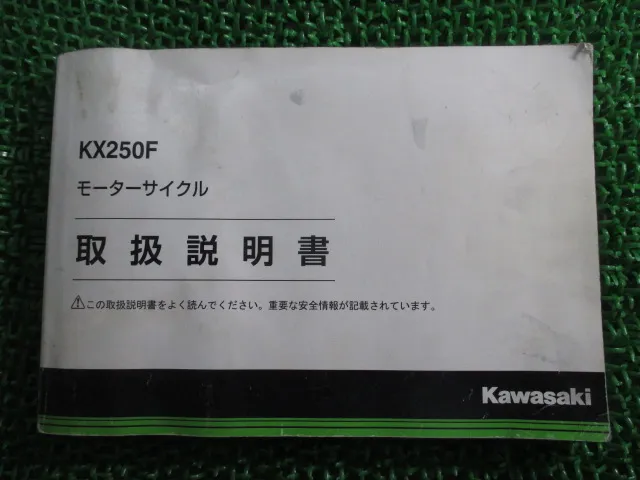 KX250F
モーターサイクル
取扱説明書
⚠この取扱説明書をよく読んでください。重要な安全情報が記載されています。
Kawasaki